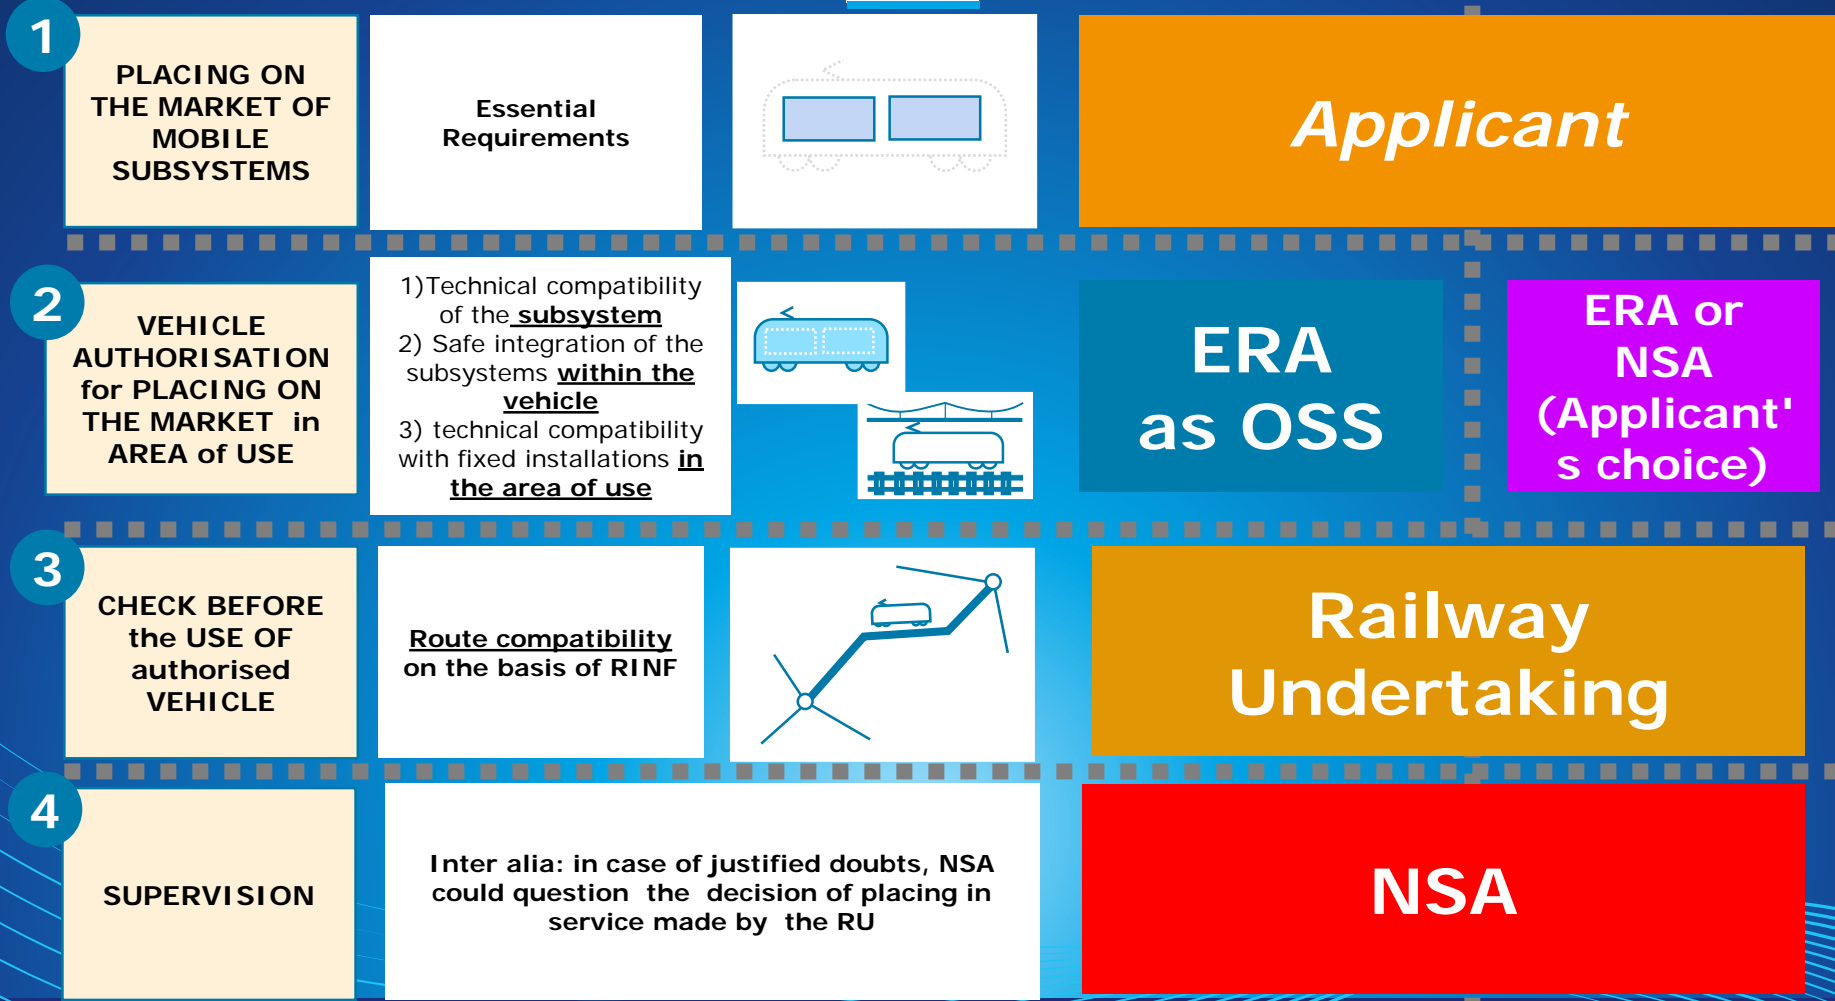 1
PLACING ON
THE MARKET OF
MOBILE
SUBSYSTEMS
Essential
Requirements
Applicant
2
VEHICLE
AUTHORISATION
for PLACING ON
THE MARKET in
AREA of USE
1)Technical compatibility
of the subsystem
2) Safe integration of the
subsystems within the
vehicle
3) technical compatibility
with fixed installations in
the area of use
ERA
as OSS
ERA or
NSA
(Applicant'
s choice)
3
CHECK BEFORE
the USE OF
authorised
VEHICLE
Route compatibility
on the basis of RINF
Railway
Undertaking
4
SUPERVISION
Inter alia: in case of justified doubts, NSA
could question the decision of placing in
service made by the RU
NSA